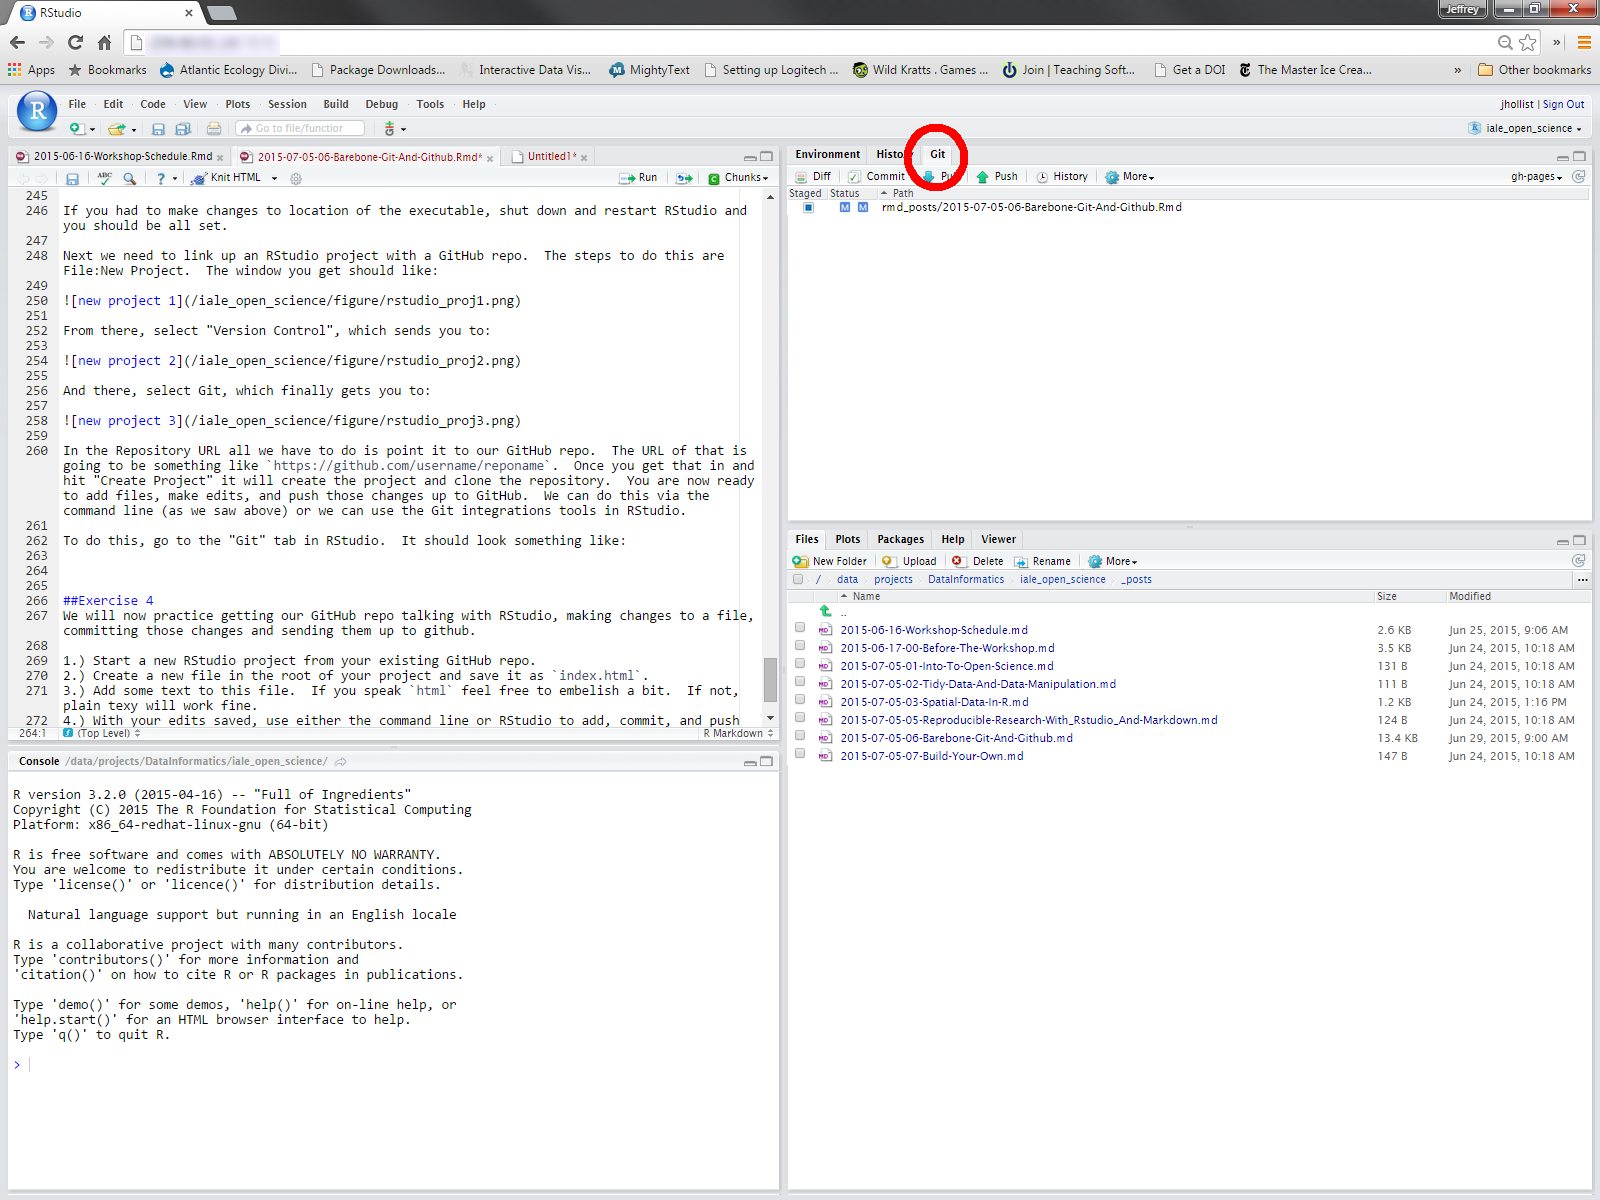 RStudio
Jeffrey
Apps Bookmarks Atlantic Ecology Divi... Package Downloads... Interactive Data Vis... MightyText Setting up Logitech ... Wild Kratts . Games ... Join | Teaching Soft... Get a DOI The Master Ice Crea... » Other bookmarks
R File Edit Code View Plots Session Build Debug Tools Help
jhollist | Sign Out
Go to file/function
iale_open_science
2015-06-16-Workshop-Schedule.Rmd 2015-07-05-06-Barebone-Git-And-Github.Rmd* Untitled1*
ABC ? Knit HTML Run Chunks
245
246 If you had to make changes to location of the executable, shut down and restart RStudio and
you should be all set.
247
248 Next we need to link up an RStudio project with a GitHub repo.  The steps to do this are
File:New Project.  The window you get should like:
249
250 ![new project 1](/iale_open_science/figure/rstudio_proj1.png)
251
252 From there, select "Version Control", which sends you to:
253
254 ![new project 2](/iale_open_science/figure/rstudio_proj2.png)
255
256 And there, select Git, which finally gets you to:
257
258 ![new project 3](/iale_open_science/figure/rstudio_proj3.png)
259
260 In the Repository URL all we have to do is point it to our GitHub repo.  The URL of that is
going to be something like `https://github.com/username/reponame`.  Once you get that in and
hit "Create Project" it will create the project and clone the repository.  You are now ready
to add files, make edits, and push those changes up to GitHub.  We can do this via the
command line (as we saw above) or we can use the Git integrations tools in RStudio.
261
262 To do this, go to the "Git" tab in RStudio.  It should look something like:
263
264
265
266 ##Exercise 4
267 We will now practice getting our GitHub repo talking with RStudio, making changes to a file,
committing those changes and sending them up to github.
268
269 1.) Start a new RStudio project from your existing GitHub repo.
270 2.) Create a new file in the root of your project and save it as `index.html`.
271 3.) Add some text to this file.  If you speak `html` feel free to embelish a bit.  If not,
plain texy will work fine.
272 4.) With your edits saved, use either the command line or RStudio to add, commit, and push
264:1 (Top Level) R Markdown
Console /data/projects/DataInformatics/iale_open_science/
R version 3.2.0 (2015-04-16) -- "Full of Ingredients"
Copyright (C) 2015 The R Foundation for Statistical Computing
Platform: x86_64-redhat-linux-gnu (64-bit)
R is free software and comes with ABSOLUTELY NO WARRANTY.
You are welcome to redistribute it under certain conditions.
Type 'license()' or 'licence()' for distribution details.
Natural language support but running in an English locale
R is a collaborative project with many contributors.
Type 'contributors()' for more information and
'citation()' on how to cite R or R packages in publications.
Type 'demo()' for some demos, 'help()' for on-line help, or
'help.start()' for an HTML browser interface to help.
Type 'q()' to quit R.
>
Environment History Git
Diff Commit Pull Push History More gh-pages
Staged Status Path
M M rmd_posts/2015-07-05-06-Barebone-Git-And-Github.Rmd
Files Plots Packages Help Viewer
New Folder Upload Delete Rename More
/ data projects DataInformatics iale_open_science _posts ...
Name Size Modified
..
2015-06-16-Workshop-Schedule.md 2.6 KB Jun 25, 2015, 9:06 AM
2015-06-17-00-Before-The-Workshop.md 3.5 KB Jun 24, 2015, 10:18 AM
2015-07-05-01-Into-To-Open-Science.md 131 B Jun 24, 2015, 10:18 AM
2015-07-05-02-Tidy-Data-And-Data-Manipulation.md 111 B Jun 24, 2015, 10:18 AM
2015-07-05-03-Spatial-Data-In-R.md 1.2 KB Jun 24, 2015, 1:16 PM
2015-07-05-05-Reproducible-Research-With_Rstudio_And-Markdown.md 124 B Jun 24, 2015, 10:18 AM
2015-07-05-06-Barebone-Git-And-Github.md 13.4 KB Jun 29, 2015, 9:00 AM
2015-07-05-07-Build-Your-Own.md 147 B Jun 24, 2015, 10:18 AM